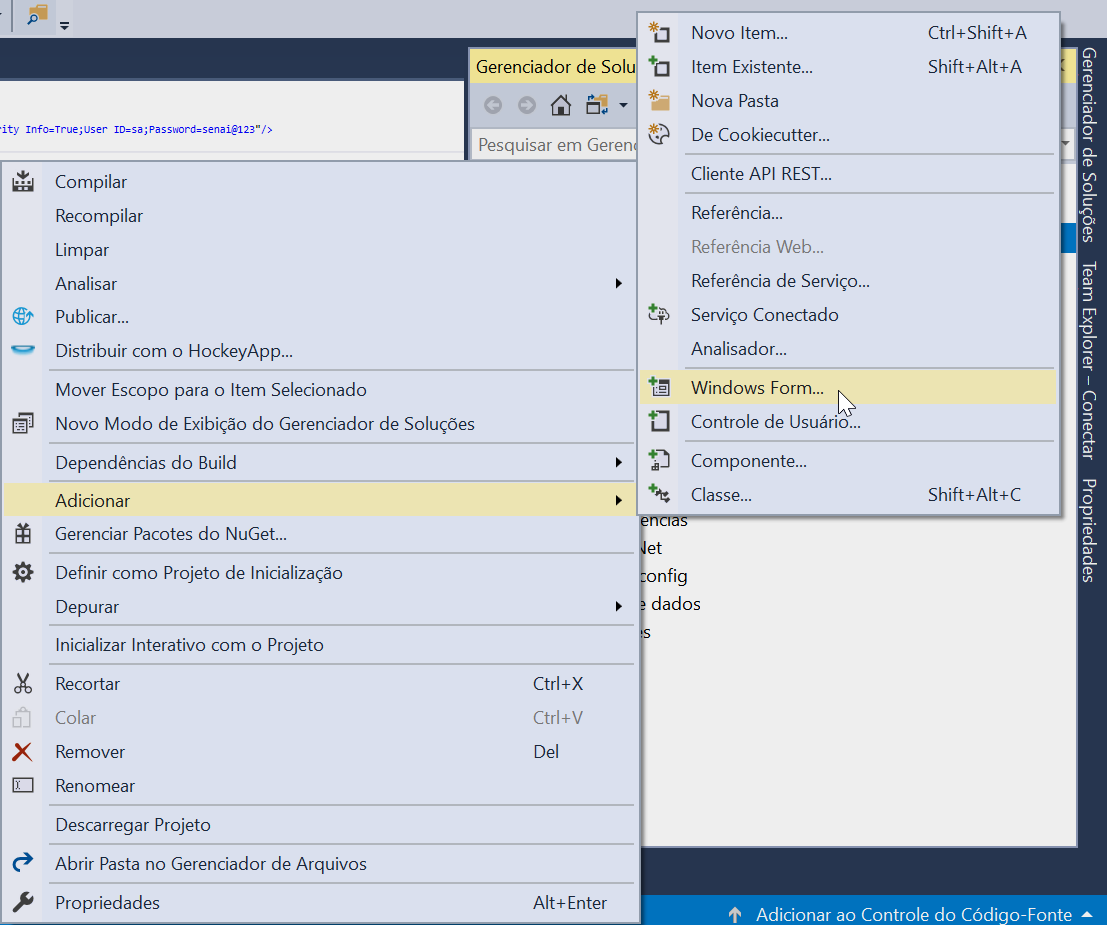 Gerenciador de Solu
rity Info=True;User ID=sa;Password=senai@123"/>
Pesquisar em Geren
Compilar
Recompilar
Limpar
Analisar
Publicar...
Distribuir com o HockeyApp...
Mover Escopo para o Item Selecionado
Novo Modo de Exibição do Gerenciador de Soluções
Dependências do Build
Adicionar
Gerenciar Pacotes do NuGet...
Definir como Projeto de Inicialização
Depurar
Inicializar Interativo com o Projeto
Recortar Ctrl+X
Colar Ctrl+V
Remover Del
Renomear
Descarregar Projeto
Abrir Pasta no Gerenciador de Arquivos
Propriedades Alt+Enter
Novo Item... Ctrl+Shift+A
Item Existente... Shift+Alt+A
Nova Pasta
De Cookiecutter...
Cliente API REST...
Referência...
Referência Web...
Referência de Serviço...
Serviço Conectado
Analisador...
Windows Form...
Controle de Usuário...
Componente...
Classe... Shift+Alt+C
ências
Net
config
e dados
es
Gerenciador de Soluções
Team Explorer – Conectar
Propriedades
Adicionar ao Controle do Código-Fonte